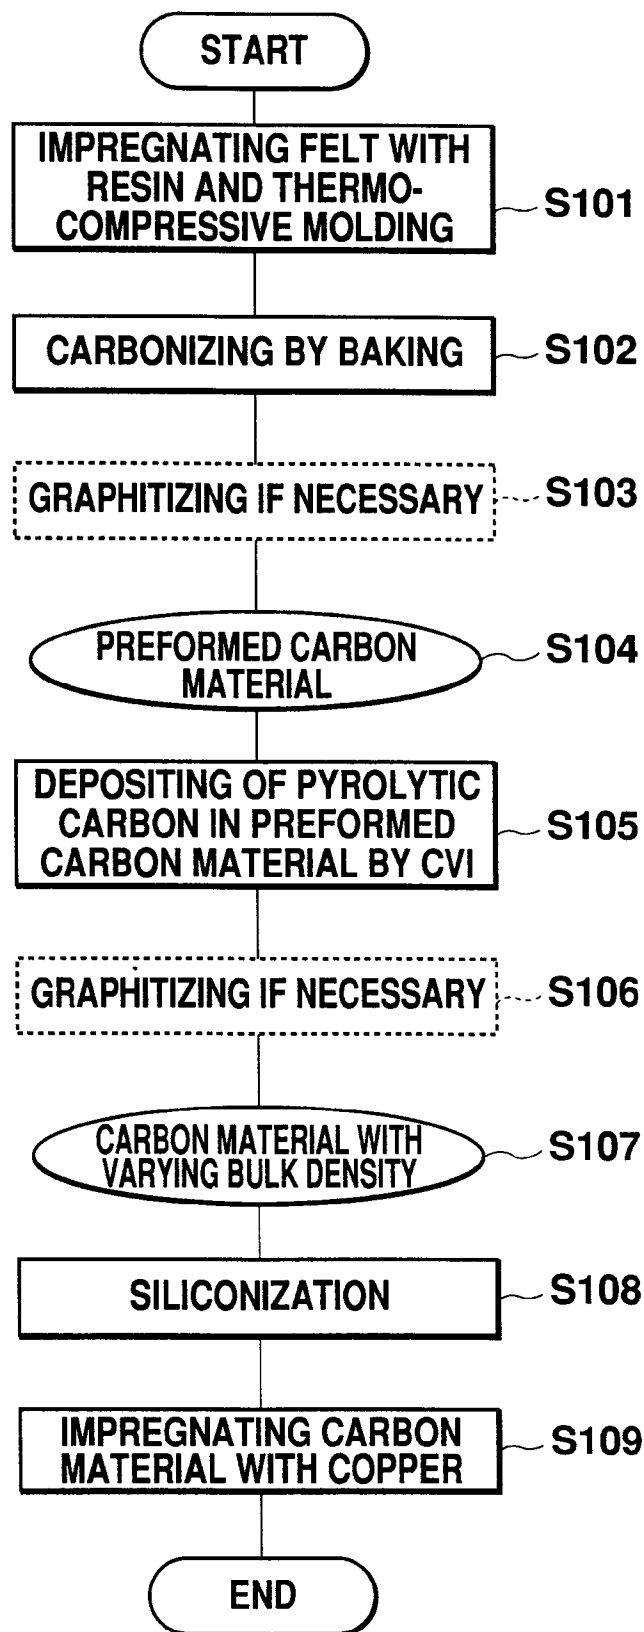 START
IMPREGNATING FELT WITH
RESIN AND THERMO-
COMPRESSIVE MOLDING
S101
CARBONIZING BY BAKING
S102
GRAPHITIZING IF NECESSARY
S103
PREFORMED CARBON
MATERIAL
S104
DEPOSITING OF PYROLYTIC
CARBON IN PREFORMED
CARBON MATERIAL BY CVI
S105
GRAPHITIZING IF NECESSARY
S106
CARBON MATERIAL WITH
VARYING BULK DENSITY
S107
SILICONIZATION
S108
IMPREGNATING CARBON
MATERIAL WITH COPPER
S109
END